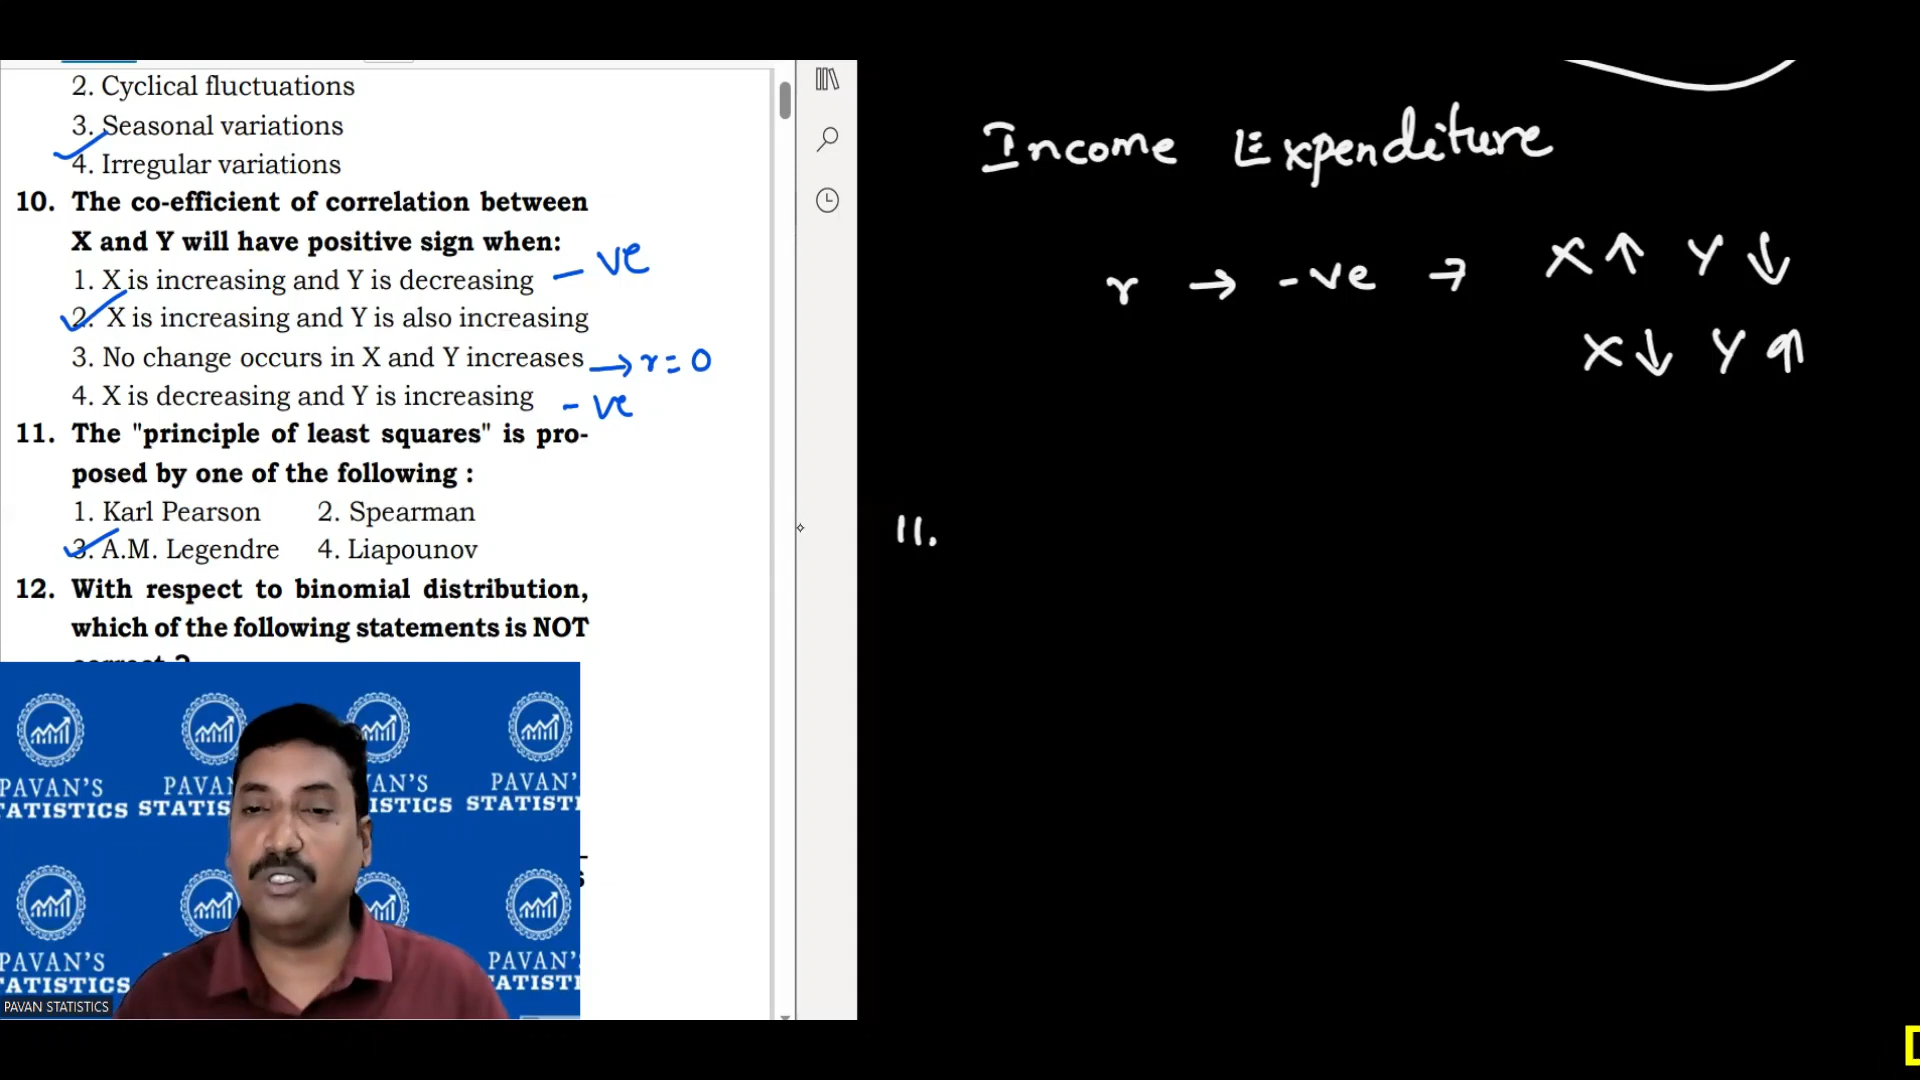 2. Cyclical fluctuations
3. Seasonal variations
4. Irregular variations
10. The co-efficient of correlation between
X and Y will have positive sign when:
1. X is increasing and Y is decreasing - ve
2. X is increasing and Y is also increasing
3. No change occurs in X and Y increases → r = 0
4. X is decreasing and Y is increasing - ve
11. The "principle of least squares" is pro-
posed by one of the following :
1. Karl Pearson 2. Spearman
3. A.M. Legendre 4. Liapounov
12. With respect to binomial distribution,
which of the following statements is NOT
correct ?
Income Expenditure
r → -ve → X ↑ Y ↓
X ↓ Y ↑
11.
PAVAN'S
STATISTICS
PAVAN'S
STATISTICS
PAVAN STATISTICS